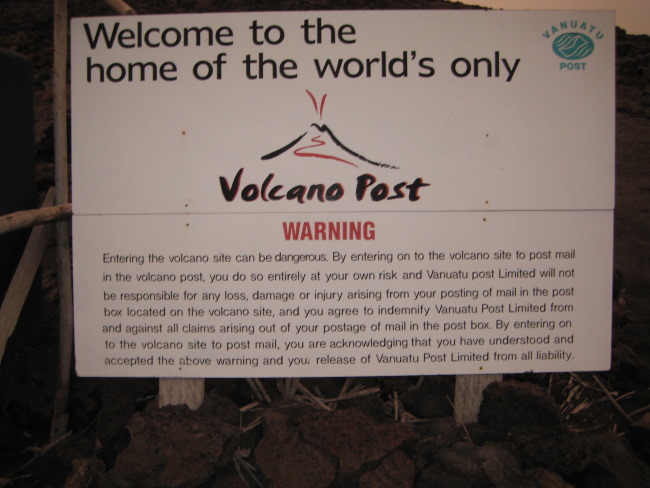 Welcome to the
home of the world's only
VANUATU
POST
Volcano Post
WARNING
Entering the volcano site can be dangerous. By entering on to the volcano site to post mail
in the volcano post, you do so entirely at your own risk and Vanuatu post Limited will not
be responsible for any loss, damage or injury arising from your posting of mail in the post
box located on the volcano site, and you agree to indemnify Vanuatu Post Limited from
and against all claims arising out of your postage of mail in the post box. By entering on
to the volcano site to post mail, you are acknowledging that you have understood and
accepted the above warning and your release of Vanuatu Post Limited from all liability.